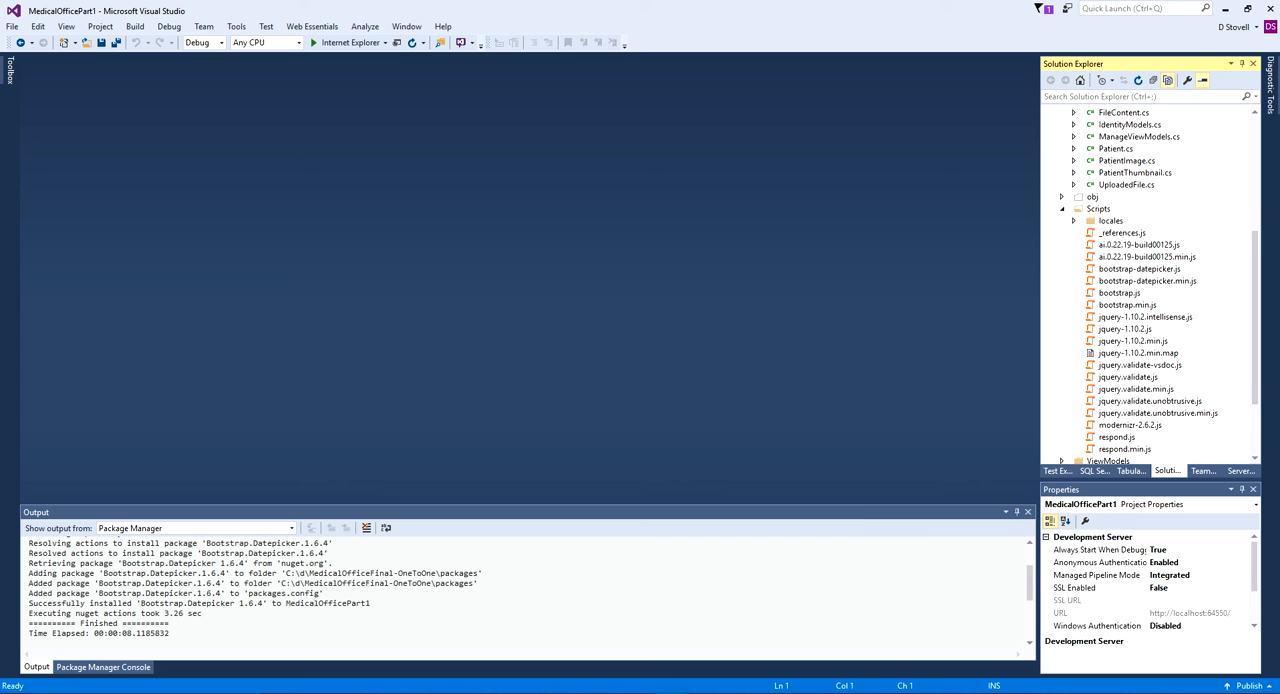 MedicalOfficePart1 - Microsoft Visual Studio
1
Quick Launch (Ctrl+Q)
File Edit View Project Build Debug Team Tools Test Web Essentials Analyze Window Help
D Stovell
DS
Debug Any CPU Internet Explorer
Toolbox
Solution Explorer
Diagnostic Tools
Search Solution Explorer (Ctrl+;)
FileContent.cs
IdentityModels.cs
ManageViewModels.cs
Patient.cs
PatientImage.cs
PatientThumbnail.cs
UploadedFile.cs
obj
Scripts
locales
_references.js
ai.0.22.19-build00125.js
ai.0.22.19-build00125.min.js
bootstrap-datepicker.js
bootstrap-datepicker.min.js
bootstrap.js
bootstrap.min.js
jquery-1.10.2.intellisense.js
jquery-1.10.2.js
jquery-1.10.2.min.js
jquery-1.10.2.min.map
jquery.validate-vsdoc.js
jquery.validate.js
jquery.validate.min.js
jquery.validate.unobtrusive.js
jquery.validate.unobtrusive.min.js
modernizr-2.6.2.js
respond.js
respond.min.js
ViewModels
Test Ex... SQL Se... Tabula... Soluti... Team... Server...
Output
Show output from: Package Manager
Resolving actions to install package 'Bootstrap.Datepicker.1.6.4'
Resolved actions to install package 'Bootstrap.Datepicker.1.6.4'
Retrieving package 'Bootstrap.Datepicker 1.6.4' from 'nuget.org'.
Adding package 'Bootstrap.Datepicker.1.6.4' to folder 'C:\d\MedicalOfficeFinal-OneToOne\packages'
Added package 'Bootstrap.Datepicker.1.6.4' to folder 'C:\d\MedicalOfficeFinal-OneToOne\packages'
Added package 'Bootstrap.Datepicker.1.6.4' to 'packages.config'
Successfully installed 'Bootstrap.Datepicker 1.6.4' to MedicalOfficePart1
Executing nuget actions took 3.26 sec
========== Finished ==========
Time Elapsed: 00:00:08.1185832
Output Package Manager Console
Properties
MedicalOfficePart1 Project Properties
Development Server
Always Start When Debug True
Anonymous Authentication Enabled
Managed Pipeline Mode Integrated
SSL Enabled False
SSL URL
URL http://localhost:64550/
Windows Authentication Disabled
Development Server
Ready Ln 1 Col 1 Ch 1 INS Publish